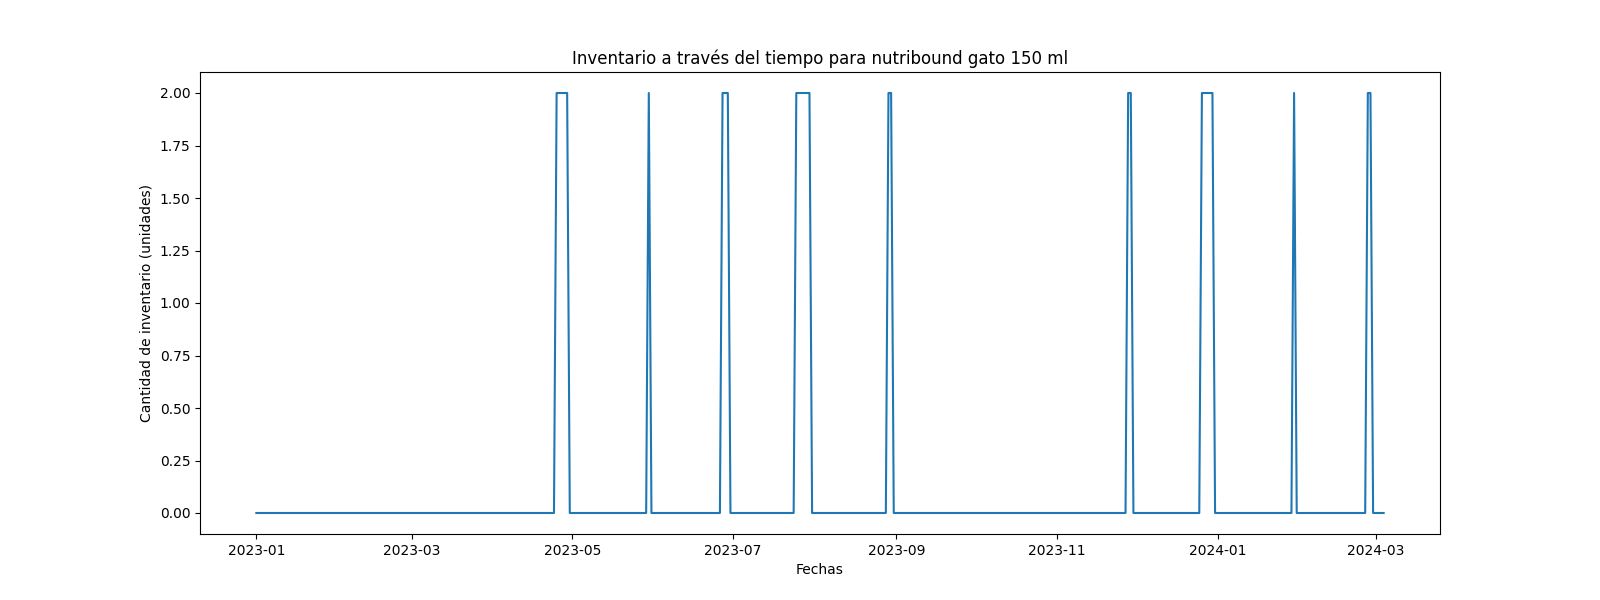 Inventario a través del tiempo para nutribound gato 150 ml
Cantidad de inventario (unidades)
2.00
1.75
1.50
1.25
1.00
0.75
0.50
0.25
0.00
2023-01 2023-03 2023-05 2023-07 2023-09 2023-11 2024-01 2024-03
Fechas